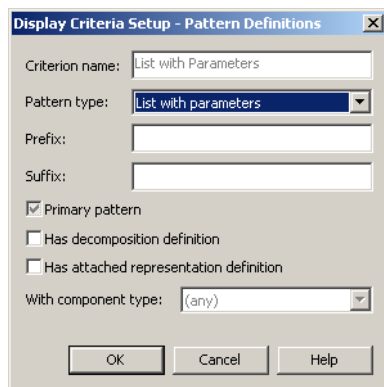 Display Criteria Setup - Pattern Definitions
Criterion name: List with Parameters
Pattern type: List with parameters
Prefix:
Suffix:
Primary pattern
Has decomposition definition
Has attached representation definition
With component type: (any)
OK Cancel Help